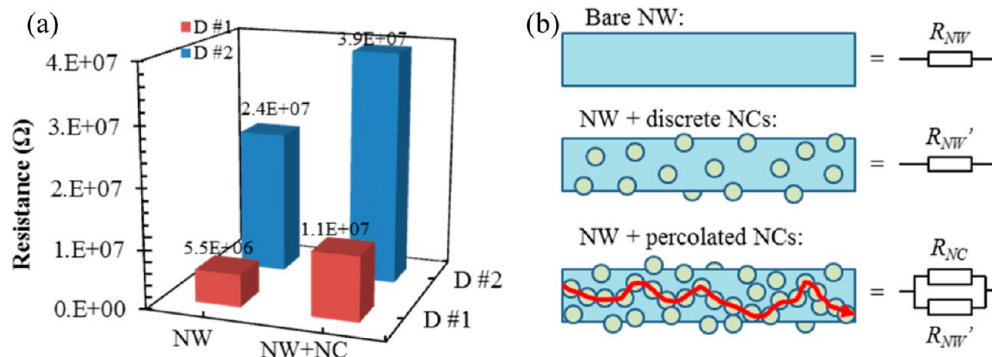 (a)
D #1
D #2
Resistance (Ω)
4.E+07
3.E+07
2.E+07
1.E+07
0.E+00
5.5E+06
2.4E+07
1.1E+07
3.9E+07
NW
NW+NC
D #1
D #2
(b)
Bare NW:
= R_NW
NW + discrete NCs:
= R_NW'
NW + percolated NCs:
R_NC
=
R_NW'